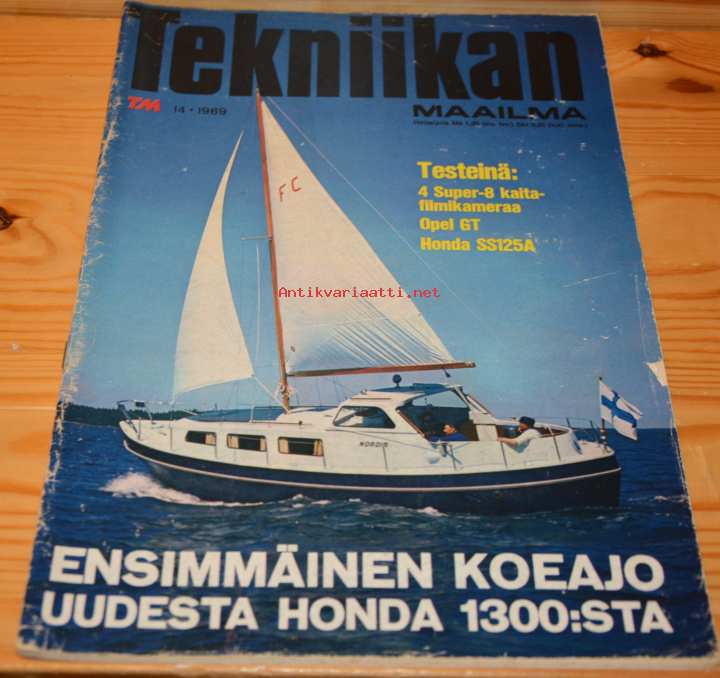 Tekniikan
MAAILMA
TM 14 • 1969
Testeinä:
4 Super-8 kaita-
filmikameraa
Opel GT
Honda SS125A
FC
Antikvariaatti.net
NORDIS
ENSIMMÄINEN KOEAJO
UUDESTA HONDA 1300:STA